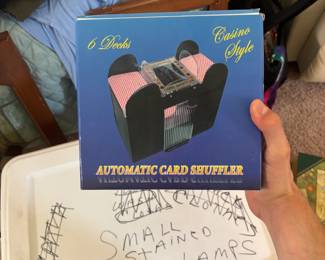 6 Decks
Casino
Style
AUTOMATIC CARD SHUFFLER
SMALL
STAINED
LAMPS